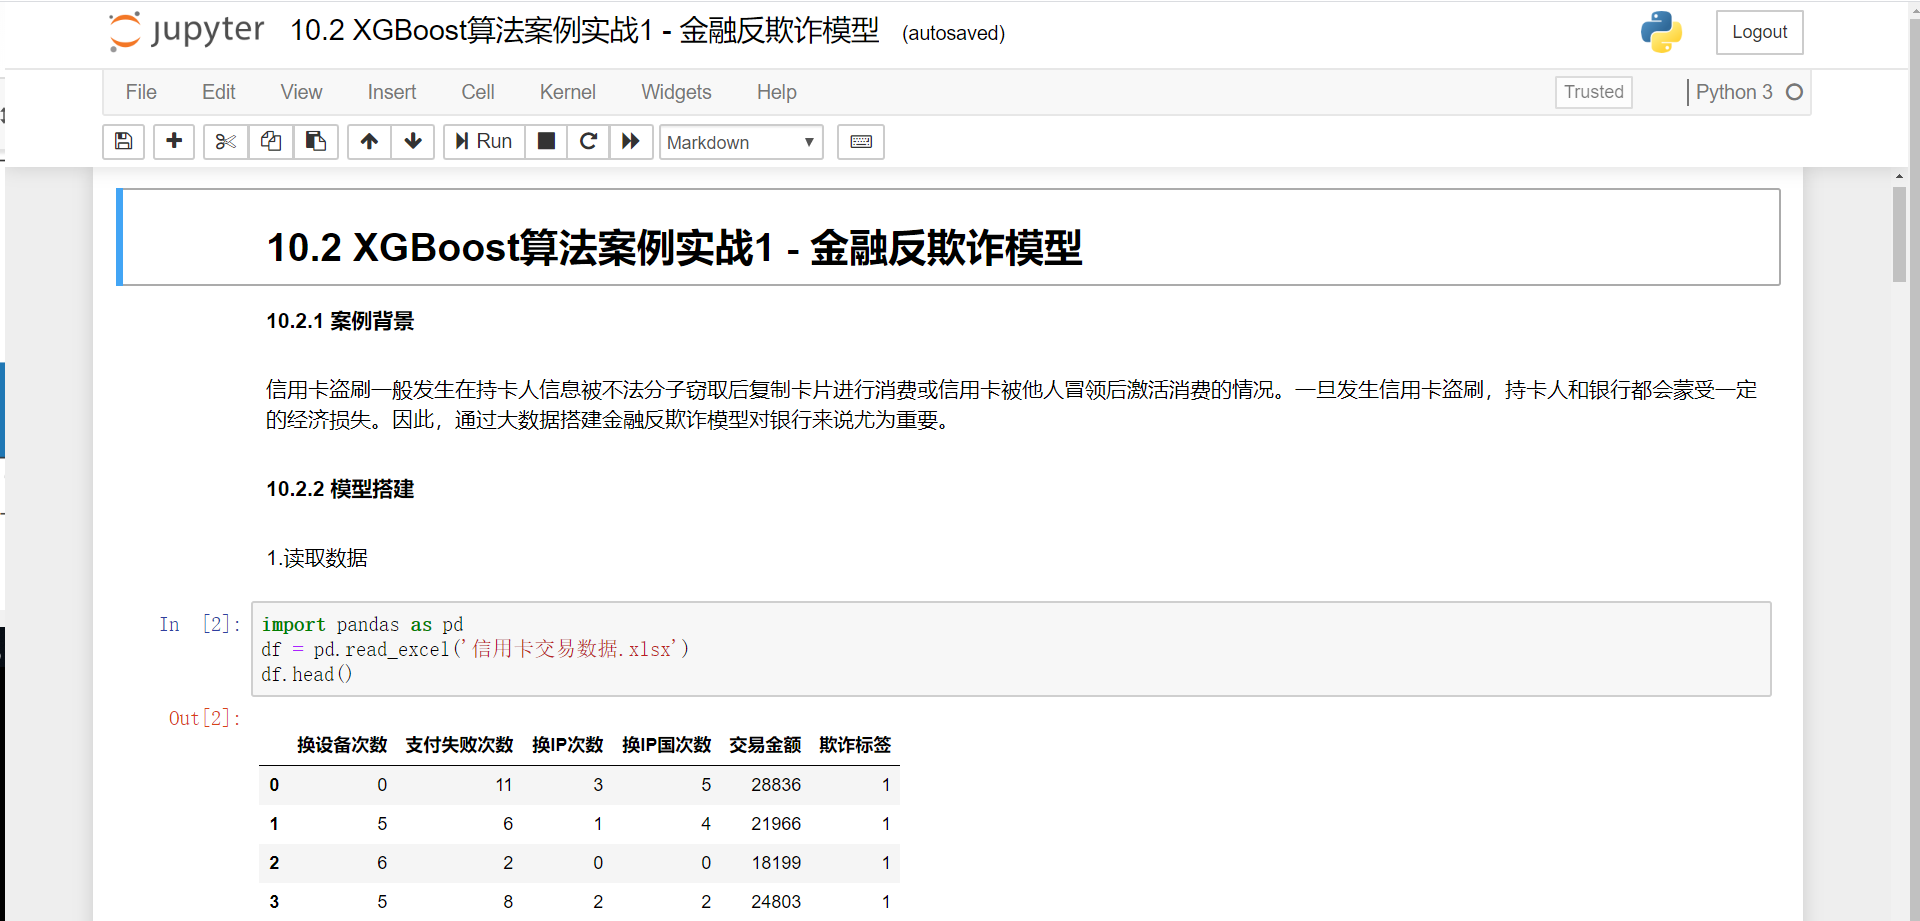 jupyter 10.2 XGBoost算法案例实战1 - 金融反欺诈模型 (autosaved) Logout
File Edit View Insert Cell Kernel Widgets Help Trusted Python 3
Run Markdown
10.2 XGBoost算法案例实战1 - 金融反欺诈模型
10.2.1 案例背景
信用卡盗刷一般发生在持卡人信息被不法分子窃取后复制卡片进行消费或信用卡被他人冒领后激活消费的情况。一旦发生信用卡盗刷，持卡人和银行都会蒙受一定
的经济损失。因此，通过大数据搭建金融反欺诈模型对银行来说尤为重要。
10.2.2 模型搭建
1.读取数据
In [2]: import pandas as pd
df = pd.read_excel('信用卡交易数据.xlsx')
df.head()
Out[2]:
换设备次数 支付失败次数 换IP次数 换IP国次数 交易金额 欺诈标签
0 0 11 3 5 28836 1
1 5 6 1 4 21966 1
2 6 2 0 0 18199 1
3 5 8 2 2 24803 1